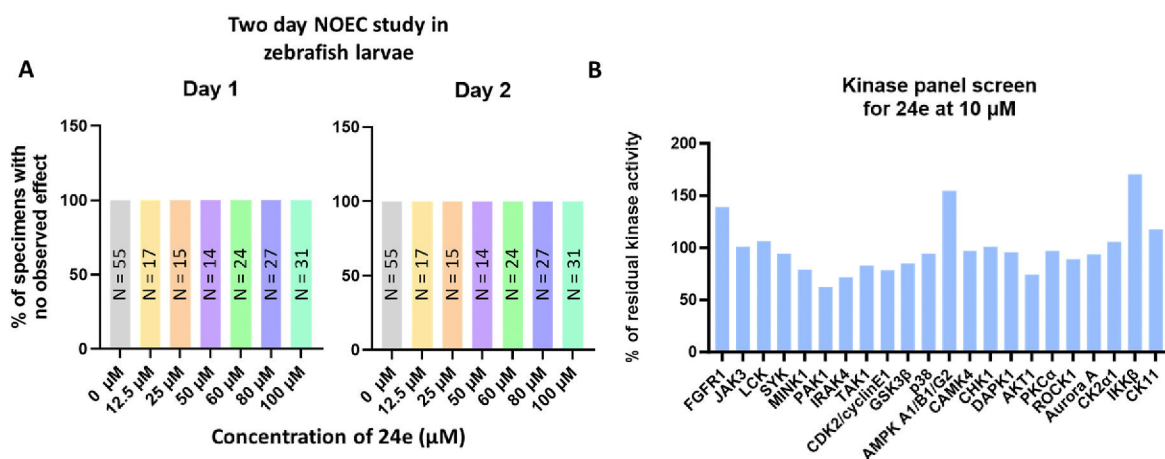 Two day NOEC study in
zebrafish larvae
A
Day 1
Day 2
% of specimens with
no observed effect
150
100
50
0
N = 55
N = 17
N = 15
N = 14
N = 24
N = 27
N = 31
0 µM
12.5 µM
25 µM
50 µM
60 µM
80 µM
100 µM
150
100
50
0
N = 55
N = 17
N = 15
N = 14
N = 24
N = 27
N = 31
0 µM
12.5 µM
25 µM
50 µM
60 µM
80 µM
100 µM
Concentration of 24e (µM)
B
Kinase panel screen
for 24e at 10 µM
% of residual kinase activity
200
150
100
50
0
FGFR1
JAK3
LCK
SYK
MINK1
PAK1
IRAK4
TAK1
CDK2/cyclinE1
GSK3β
p38
AMPK A1/B1/G2
CAMK4
CHK1
DAPK1
AKT1
PKCα
ROCK1
Aurora A
CK2α1
IKKβ
CK11